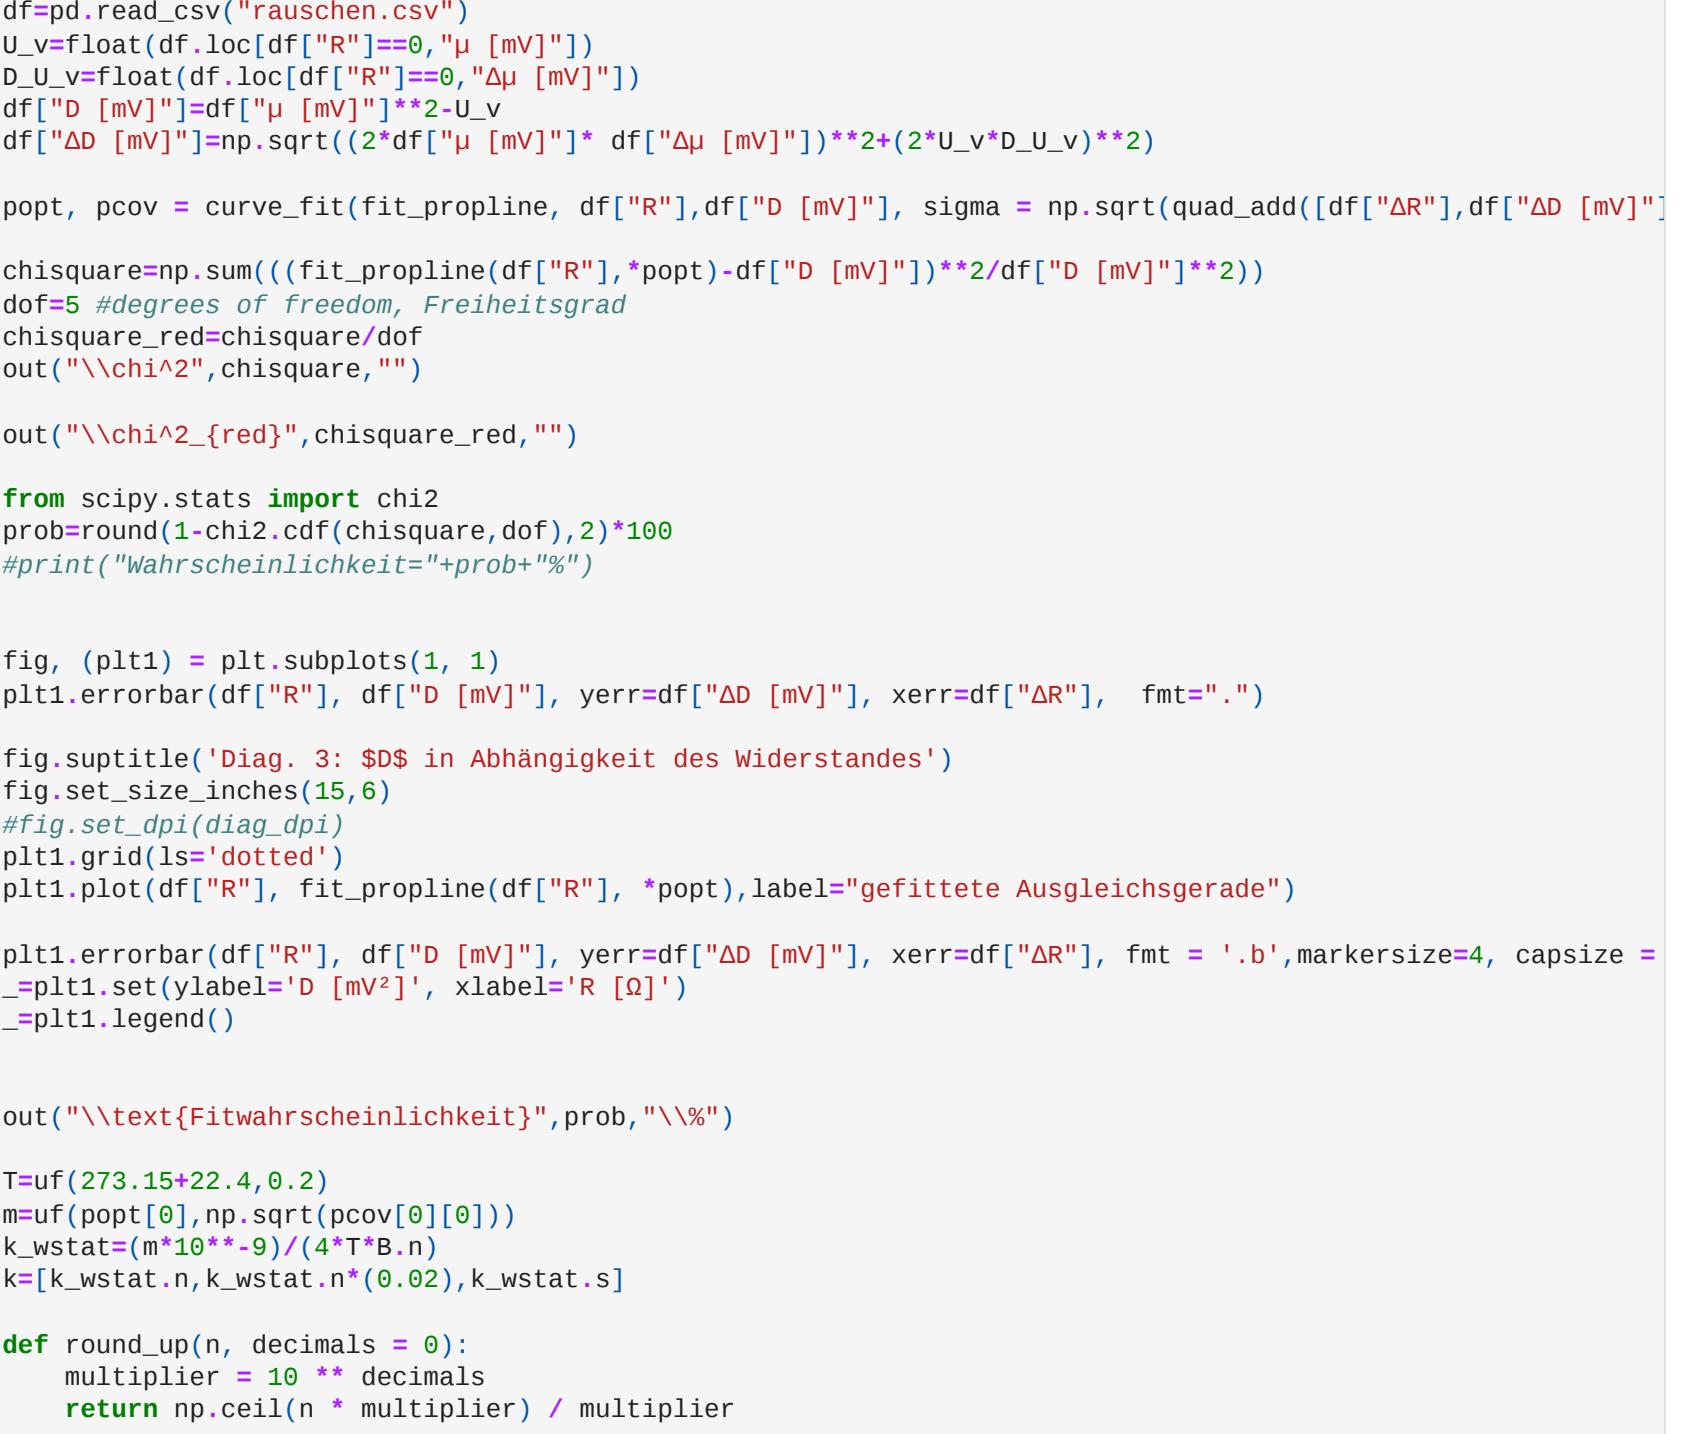 df=pd.read_csv("rauschen.csv")
U_v=float(df.loc[df["R"]==0,"μ [mV]"])
D_U_v=float(df.loc[df["R"]==0,"Δμ [mV]"])
df["D [mV]"]=df["μ [mV]"]**2-U_v
df["ΔD [mV]"]=np.sqrt((2*df["μ [mV]"]* df["Δμ [mV]"])**2+(2*U_v*D_U_v)**2)
popt, pcov = curve_fit(fit_propline, df["R"],df["D [mV]"], sigma = np.sqrt(quad_add([df["ΔR"],df["ΔD [mV]"]
chisquare=np.sum(((fit_propline(df["R"],*popt)-df["D [mV]"])**2/df["D [mV]"]**2))
dof=5 #degrees of freedom, Freiheitsgrad
chisquare_red=chisquare/dof
out("\\chi^2",chisquare,"")
out("\\chi^2_{red}",chisquare_red,"")
from scipy.stats import chi2
prob=round(1-chi2.cdf(chisquare,dof),2)*100
#print("Wahrscheinlichkeit="+prob+"%")
fig, (plt1) = plt.subplots(1, 1)
plt1.errorbar(df["R"], df["D [mV]"], yerr=df["ΔD [mV]"], xerr=df["ΔR"],  fmt=".")
fig.suptitle('Diag. 3: $D$ in Abhängigkeit des Widerstandes')
fig.set_size_inches(15,6)
#fig.set_dpi(diag_dpi)
plt1.grid(ls='dotted')
plt1.plot(df["R"], fit_propline(df["R"], *popt),label="gefittete Ausgleichsgerade")
plt1.errorbar(df["R"], df["D [mV]"], yerr=df["ΔD [mV]"], xerr=df["ΔR"], fmt = '.b',markersize=4, capsize =
_=plt1.set(ylabel='D [mV²]', xlabel='R [Ω]')
_=plt1.legend()
out("\\text{Fitwahrscheinlichkeit}",prob,"\\%")
T=uf(273.15+22.4,0.2)
m=uf(popt[0],np.sqrt(pcov[0][0]))
k_wstat=(m*10**-9)/(4*T*B.n)
k=[k_wstat.n,k_wstat.n*(0.02),k_wstat.s]
def round_up(n, decimals = 0):
    multiplier = 10 ** decimals
    return np.ceil(n * multiplier) / multiplier